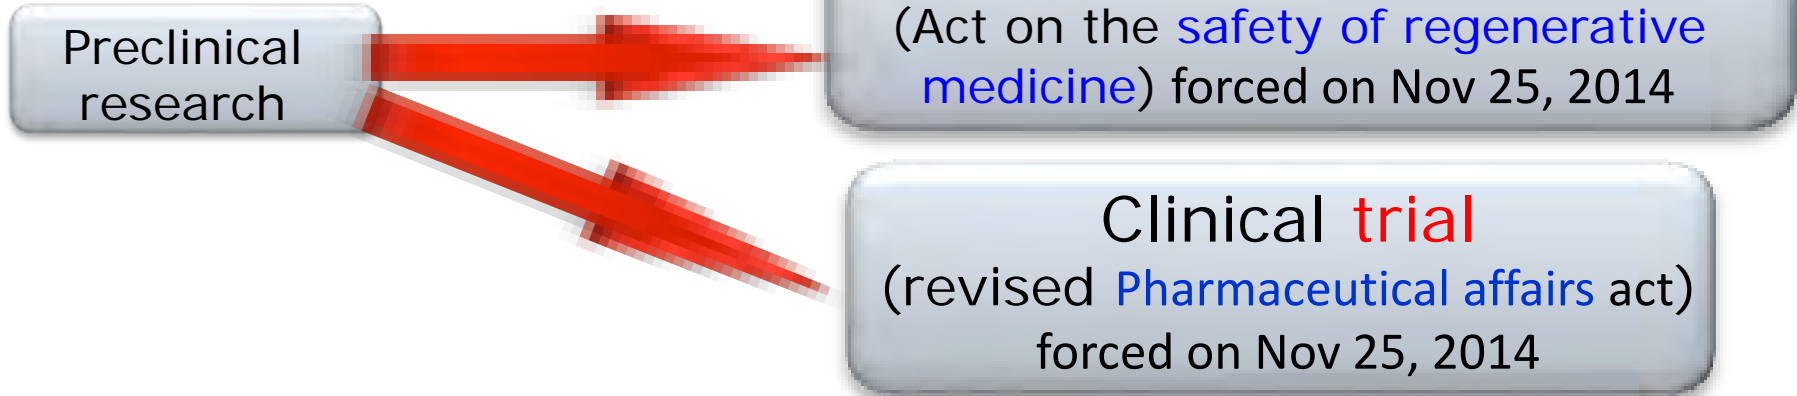 Preclinical
research
(Act on the safety of regenerative
medicine) forced on Nov 25, 2014
Clinical trial
(revised Pharmaceutical affairs act)
forced on Nov 25, 2014